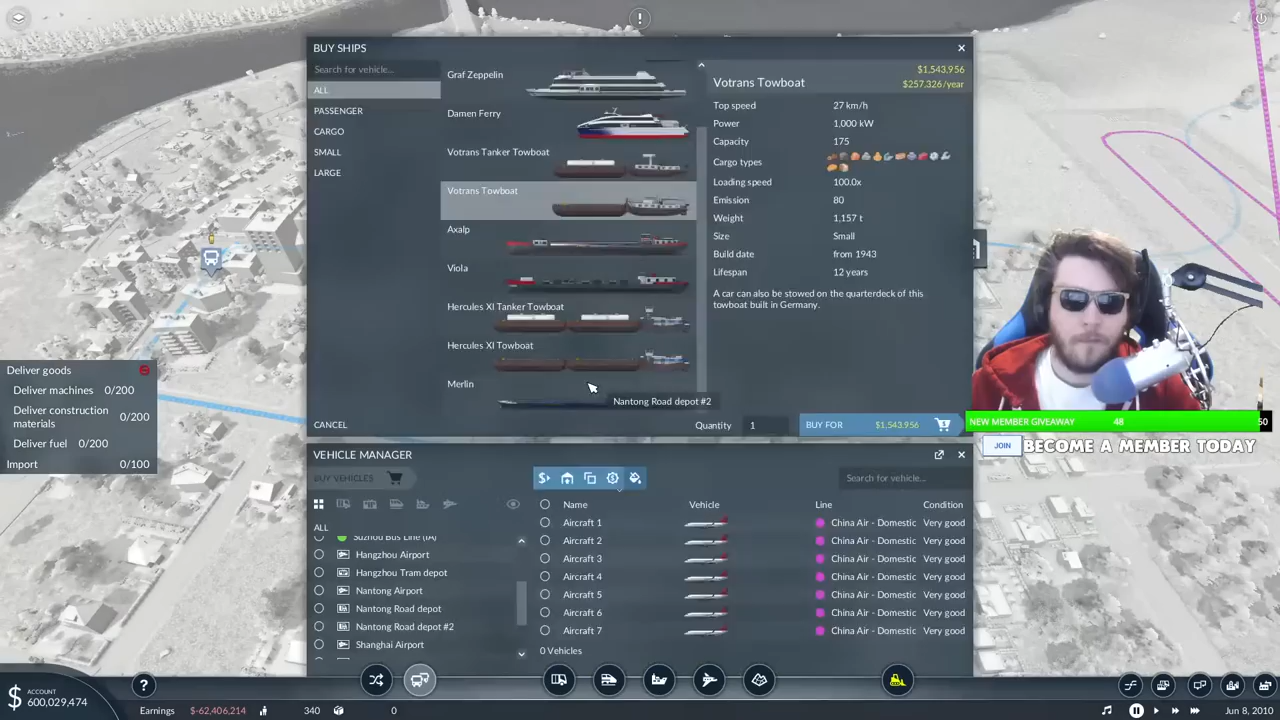 BUY SHIPS
Search for vehicle...
ALL
PASSENGER
CARGO
SMALL
LARGE
Graf Zeppelin
Damen Ferry
Votrans Tanker Towboat
Votrans Towboat
Axalp
Viola
Hercules XI Tanker Towboat
Hercules XI Towboat
Merlin
Nantong Road depot #2
$1,543,956
Votrans Towboat
$257,326/year
Top speed 27 km/h
Power 1,000 kW
Capacity 175
Cargo types
Loading speed 100.0x
Emission 80
Weight 1,157 t
Size Small
Build date from 1943
Lifespan 12 years
A car can also be stowed on the quarterdeck of this
towboat built in Germany.
CANCEL
Quantity 1
BUY FOR $1,543,956
Deliver goods
Deliver machines 0/200
Deliver construction
materials 0/200
Deliver fuel 0/200
Import 0/100
NEW MEMBER GIVEAWAY 48 50
JOIN BECOME A MEMBER TODAY
VEHICLE MANAGER
BUY VEHICLES
Search for vehicle...
ALL
Suzhou Bus Line (IA)
Hangzhou Airport
Hangzhou Tram depot
Nantong Airport
Nantong Road depot
Nantong Road depot #2
Shanghai Airport
Name Vehicle Line Condition
Aircraft 1 China Air - Domestic Very good
Aircraft 2 China Air - Domestic Very good
Aircraft 3 China Air - Domestic Very good
Aircraft 4 China Air - Domestic Very good
Aircraft 5 China Air - Domestic Very good
Aircraft 6 China Air - Domestic Very good
Aircraft 7 China Air - Domestic Very good
0 Vehicles
$ ACCOUNT
600,029,474
?
Earnings $-62,406,214 340 0
Jun 8, 2010